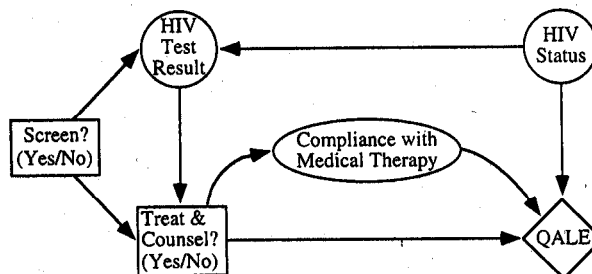 HIV
Test
Result
HIV
Status
Screen?
(Yes/No)
Compliance with
Medical Therapy
Treat &
Counsel?
(Yes/No)
QALE